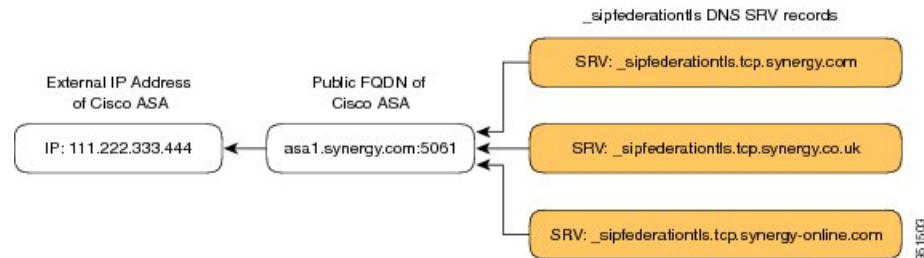 _sipfederationtls DNS SRV records
External IP Address
of Cisco ASA
Public FQDN of
Cisco ASA
SRV: _sipfederationtls.tcp.synergy.com
IP: 111.222.333.444
asa1.synergy.com:5061
SRV: _sipfederationtls.tcp.synergy.co.uk
SRV: _sipfederationtls.tcp.synergy-online.com
351503